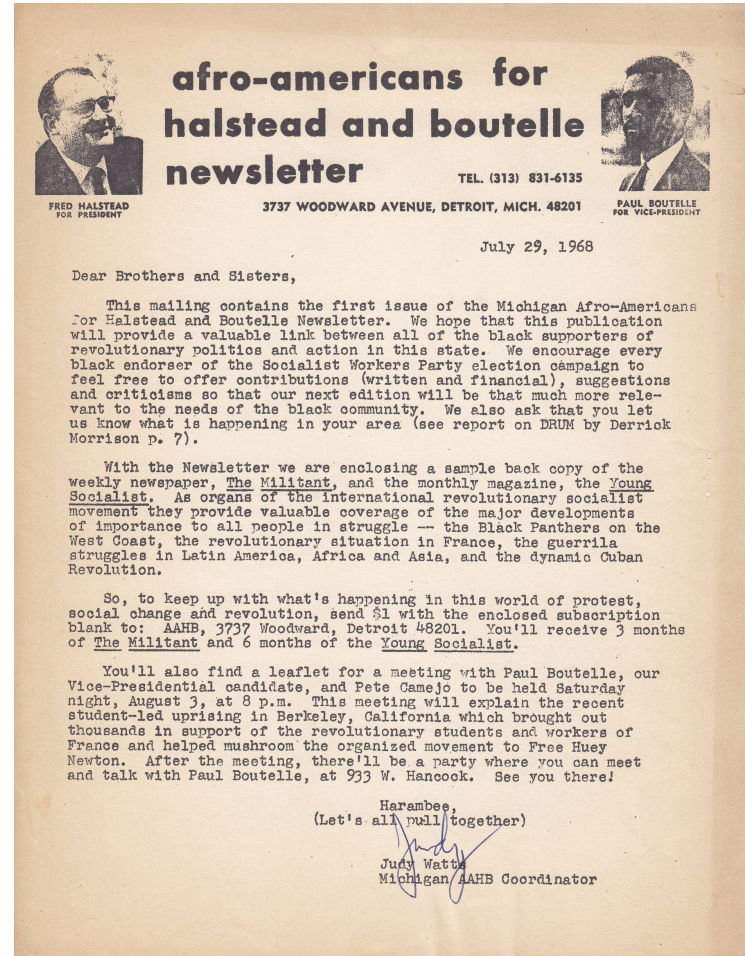 afro-americans for
halstead and boutelle
newsletter
TEL. (313) 831-6135
3737 WOODWARD AVENUE, DETROIT, MICH. 48201
FRED HALSTEAD
FOR PRESIDENT
PAUL BOUTELLE
FOR VICE-PRESIDENT
July 29, 1968
Dear Brothers and Sisters,
This mailing contains the first issue of the Michigan Afro-Americans
for Halstead and Boutelle Newsletter. We hope that this publication
will provide a valuable link between all of the black supporters of
revolutionary politics and action in this state. We encourage every
black endorser of the Socialist Workers Party election campaign to
feel free to offer contributions (written and financial), suggestions
and criticisms so that our next edition will be that much more rele-
vant to the needs of the black community. We also ask that you let
us know what is happening in your area (see report on DRUM by Derrick
Morrison p. 7).
With the Newsletter we are enclosing a sample back copy of the
weekly newspaper, The Militant, and the monthly magazine, the Young
Socialist. As organs of the international revolutionary socialist
movement they provide valuable coverage of the major developments
of importance to all people in struggle -- the Black Panthers on the
West Coast, the revolutionary situation in France, the guerrila
struggles in Latin America, Africa and Asia, and the dynamic Cuban
Revolution.
So, to keep up with what's happening in this world of protest,
social change and revolution, send $1 with the enclosed subscription
blank to: AAHB, 3737 Woodward, Detroit 48201. You'll receive 3 months
of The Militant and 6 months of the Young Socialist.
You'll also find a leaflet for a meeting with Paul Boutelle, our
Vice-Presidential candidate, and Pete Camejo to be held Saturday
night, August 3, at 8 p.m. This meeting will explain the recent
student-led uprising in Berkeley, California which brought out
thousands in support of the revolutionary students and workers of
France and helped mushroom the organized movement to Free Huey
Newton. After the meeting, there'll be a party where you can meet
and talk with Paul Boutelle, at 933 W. Hancock. See you there!
Harambee,
(Let's all pull together)
Judy
Judy Watts
Michigan AAHB Coordinator